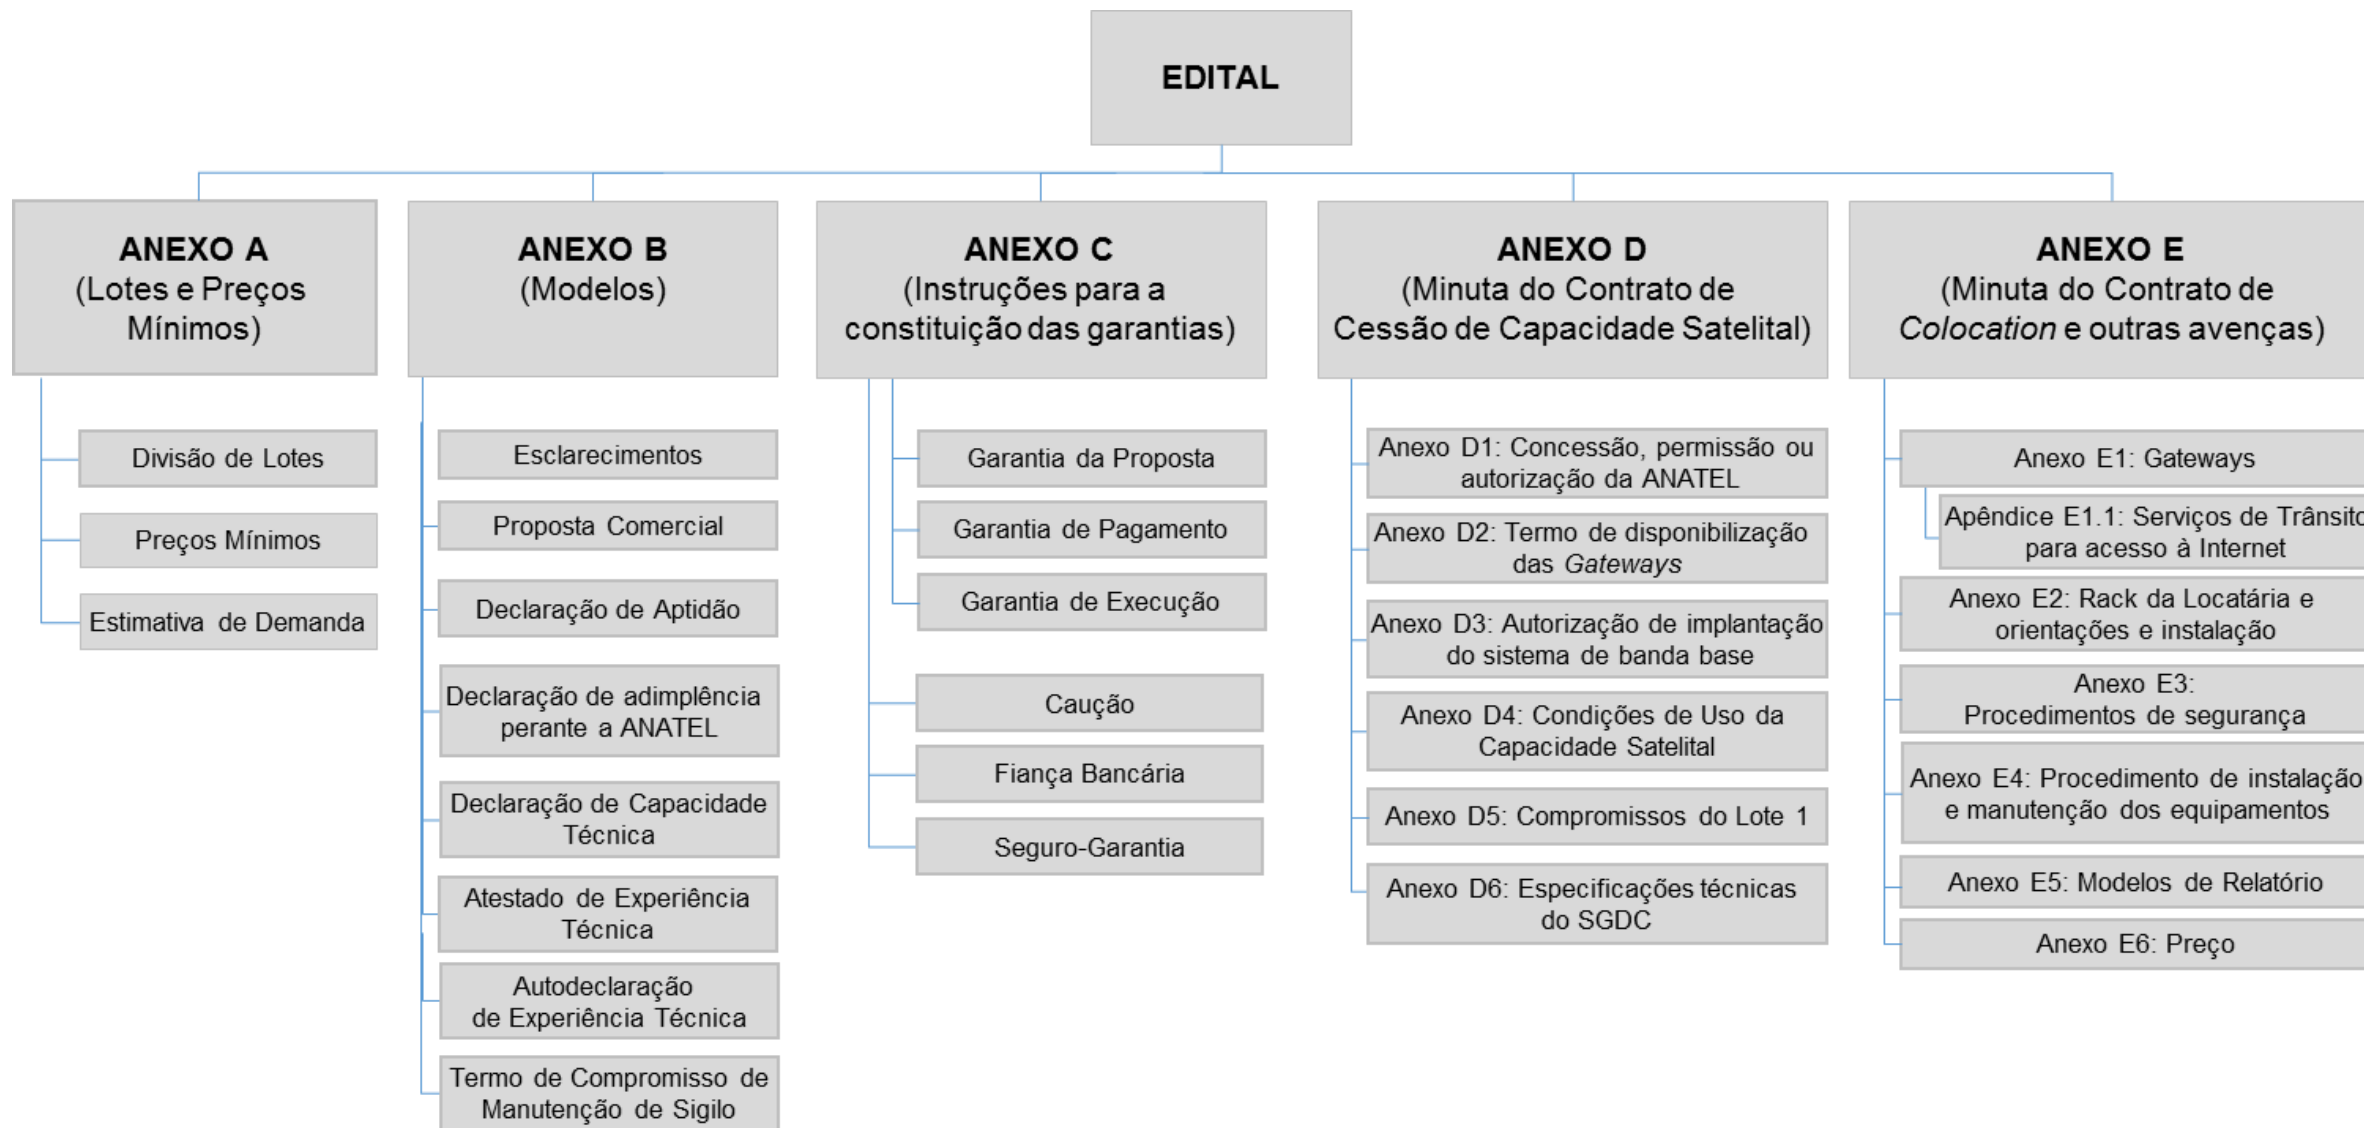 EDITAL
ANEXO A
(Lotes e Preços
Mínimos)
Divisão de Lotes
Preços Mínimos
Estimativa de Demanda
ANEXO B
(Modelos)
Esclarecimentos
Proposta Comercial
Declaração de Aptidão
Declaração de adimplência
perante a ANATEL
Declaração de Capacidade
Técnica
Atestado de Experiência
Técnica
Autodeclaração
de Experiência Técnica
Termo de Compromisso de
Manutenção de Sigilo
ANEXO C
(Instruções para a
constituição das garantias)
Garantia da Proposta
Garantia de Pagamento
Garantia de Execução
Caução
Fiança Bancária
Seguro-Garantia
ANEXO D
(Minuta do Contrato de
Cessão de Capacidade Satelital)
Anexo D1: Concessão, permissão ou
autorização da ANATEL
Anexo D2: Termo de disponibilização
das Gateways
Anexo D3: Autorização de implantação
do sistema de banda base
Anexo D4: Condições de Uso da
Capacidade Satelital
Anexo D5: Compromissos do Lote 1
Anexo D6: Especificações técnicas
do SGDC
ANEXO E
(Minuta do Contrato de
Colocation e outras avenças)
Anexo E1: Gateways
Apêndice E1.1: Serviços de Trânsito
para acesso à Internet
Anexo E2: Rack da Locatária e
orientações e instalação
Anexo E3:
Procedimentos de segurança
Anexo E4: Procedimento de instalação
e manutenção dos equipamentos
Anexo E5: Modelos de Relatório
Anexo E6: Preço